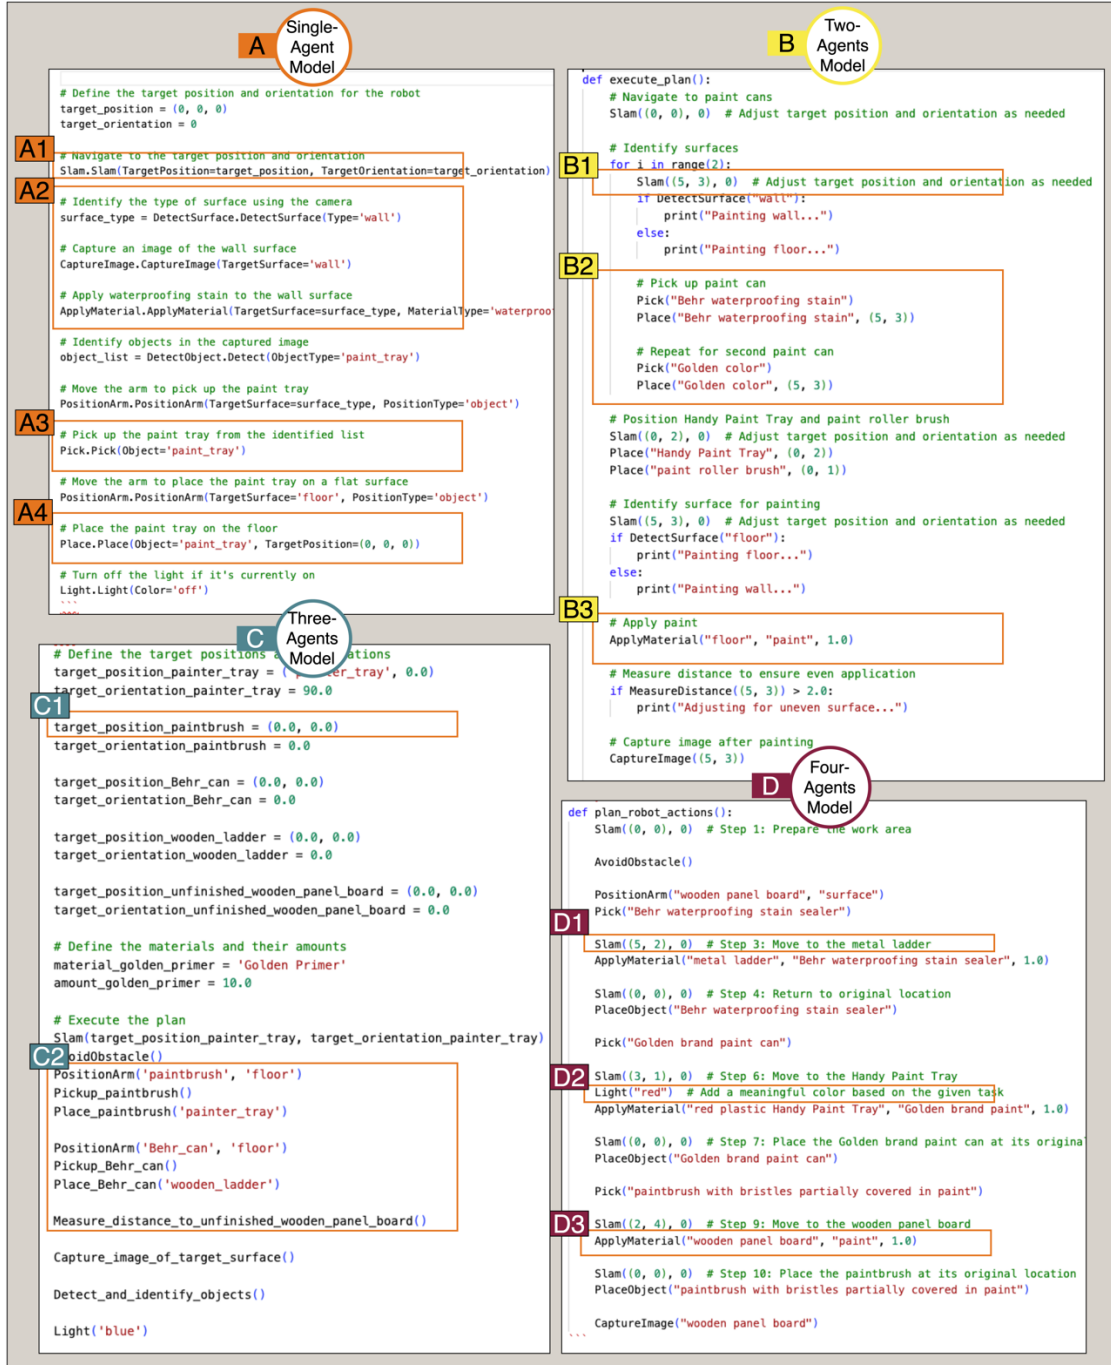 A
Single-
Agent
Model
# Define the target position and orientation for the robot
target_position = (0, 0, 0)
target_orientation = 0
A1
# Navigate to the target position and orientation
Slam.Slam(TargetPosition=target_position, TargetOrientation=target_orientation)
A2
# Identify the type of surface using the camera
surface_type = DetectSurface.DetectSurface(Type='wall')
# Capture an image of the wall surface
CaptureImage.CaptureImage(TargetSurface='wall')
# Apply waterproofing stain to the wall surface
ApplyMaterial.ApplyMaterial(TargetSurface=surface_type, MaterialType='waterproo
# Identify objects in the captured image
object_list = DetectObject.Detect(ObjectType='paint_tray')
# Move the arm to pick up the paint tray
PositionArm.PositionArm(TargetSurface=surface_type, PositionType='object')
A3
# Pick up the paint tray from the identified list
Pick.Pick(Object='paint_tray')
# Move the arm to place the paint tray on a flat surface
PositionArm.PositionArm(TargetSurface='floor', PositionType='object')
A4
# Place the paint tray on the floor
Place.Place(Object='paint_tray', TargetPosition=(0, 0, 0))
# Turn off the light if it's currently on
Light.Light(Color='off')
```
B
Two-
Agents
Model
def execute_plan():
# Navigate to paint cans
Slam((0, 0), 0) # Adjust target position and orientation as needed
# Identify surfaces
for i in range(2):
B1
Slam((5, 3), 0) # Adjust target position and orientation as needed
if DetectSurface("wall"):
print("Painting wall...")
else:
print("Painting floor...")
B2
# Pick up paint can
Pick("Behr waterproofing stain")
Place("Behr waterproofing stain", (5, 3))
# Repeat for second paint can
Pick("Golden color")
Place("Golden color", (5, 3))
# Position Handy Paint Tray and paint roller brush
Slam((0, 2), 0) # Adjust target position and orientation as needed
Place("Handy Paint Tray", (0, 2))
Place("paint roller brush", (0, 1))
# Identify surface for painting
Slam((5, 3), 0) # Adjust target position and orientation as needed
if DetectSurface("floor"):
print("Painting floor...")
else:
print("Painting wall...")
B3
# Apply paint
ApplyMaterial("floor", "paint", 1.0)
# Measure distance to ensure even application
if MeasureDistance((5, 3)) > 2.0:
print("Adjusting for uneven surface...")
# Capture image after painting
CaptureImage((5, 3))
C
Three-
Agents
Model
# Define the target positions
target_position_painter_tray = ( 'p ter_tray', 0.0)
target_orientation_painter_tray = 90.0
C1
target_position_paintbrush = (0.0, 0.0)
target_orientation_paintbrush = 0.0
target_position_Behr_can = (0.0, 0.0)
target_orientation_Behr_can = 0.0
target_position_wooden_ladder = (0.0, 0.0)
target_orientation_wooden_ladder = 0.0
target_position_unfinished_wooden_panel_board = (0.0, 0.0)
target_orientation_unfinished_wooden_panel_board = 0.0
# Define the materials and their amounts
material_golden_primer = 'Golden Primer'
amount_golden_primer = 10.0
# Execute the plan
Slam(target_position_painter_tray, target_orientation_painter_tray)
voidObstacle()
C2
PositionArm('paintbrush', 'floor')
Pickup_paintbrush()
Place_paintbrush('painter_tray')
PositionArm('Behr_can', 'floor')
Pickup_Behr_can()
Place_Behr_can('wooden_ladder')
Measure_distance_to_unfinished_wooden_panel_board()
Capture_image_of_target_surface()
Detect_and_identify_objects()
Light('blue')
D
Four-
Agents
Model
def plan_robot_actions():
Slam((0, 0), 0) # Step 1: Prepare the work area
AvoidObstacle()
PositionArm("wooden panel board", "surface")
Pick("Behr waterproofing stain sealer")
D1
Slam((5, 2), 0) # Step 3: Move to the metal ladder
ApplyMaterial("metal ladder", "Behr waterproofing stain sealer", 1.0)
Slam((0, 0), 0) # Step 4: Return to original location
PlaceObject("Behr waterproofing stain sealer")
Pick("Golden brand paint can")
D2
Slam((3, 1), 0) # Step 6: Move to the Handy Paint Tray
Light("red") # Add a meaningful color based on the given task
ApplyMaterial("red plastic Handy Paint Tray", "Golden brand paint", 1.0)
Slam((0, 0), 0) # Step 7: Place the Golden brand paint can at its original
PlaceObject("Golden brand paint can")
Pick("paintbrush with bristles partially covered in paint")
D3
Slam((2, 4), 0) # Step 9: Move to the wooden panel board
ApplyMaterial("wooden panel board", "paint", 1.0)
Slam((0, 0), 0) # Step 10: Place the paintbrush at its original location
PlaceObject("paintbrush with bristles partially covered in paint")
CaptureImage("wooden panel board")
```